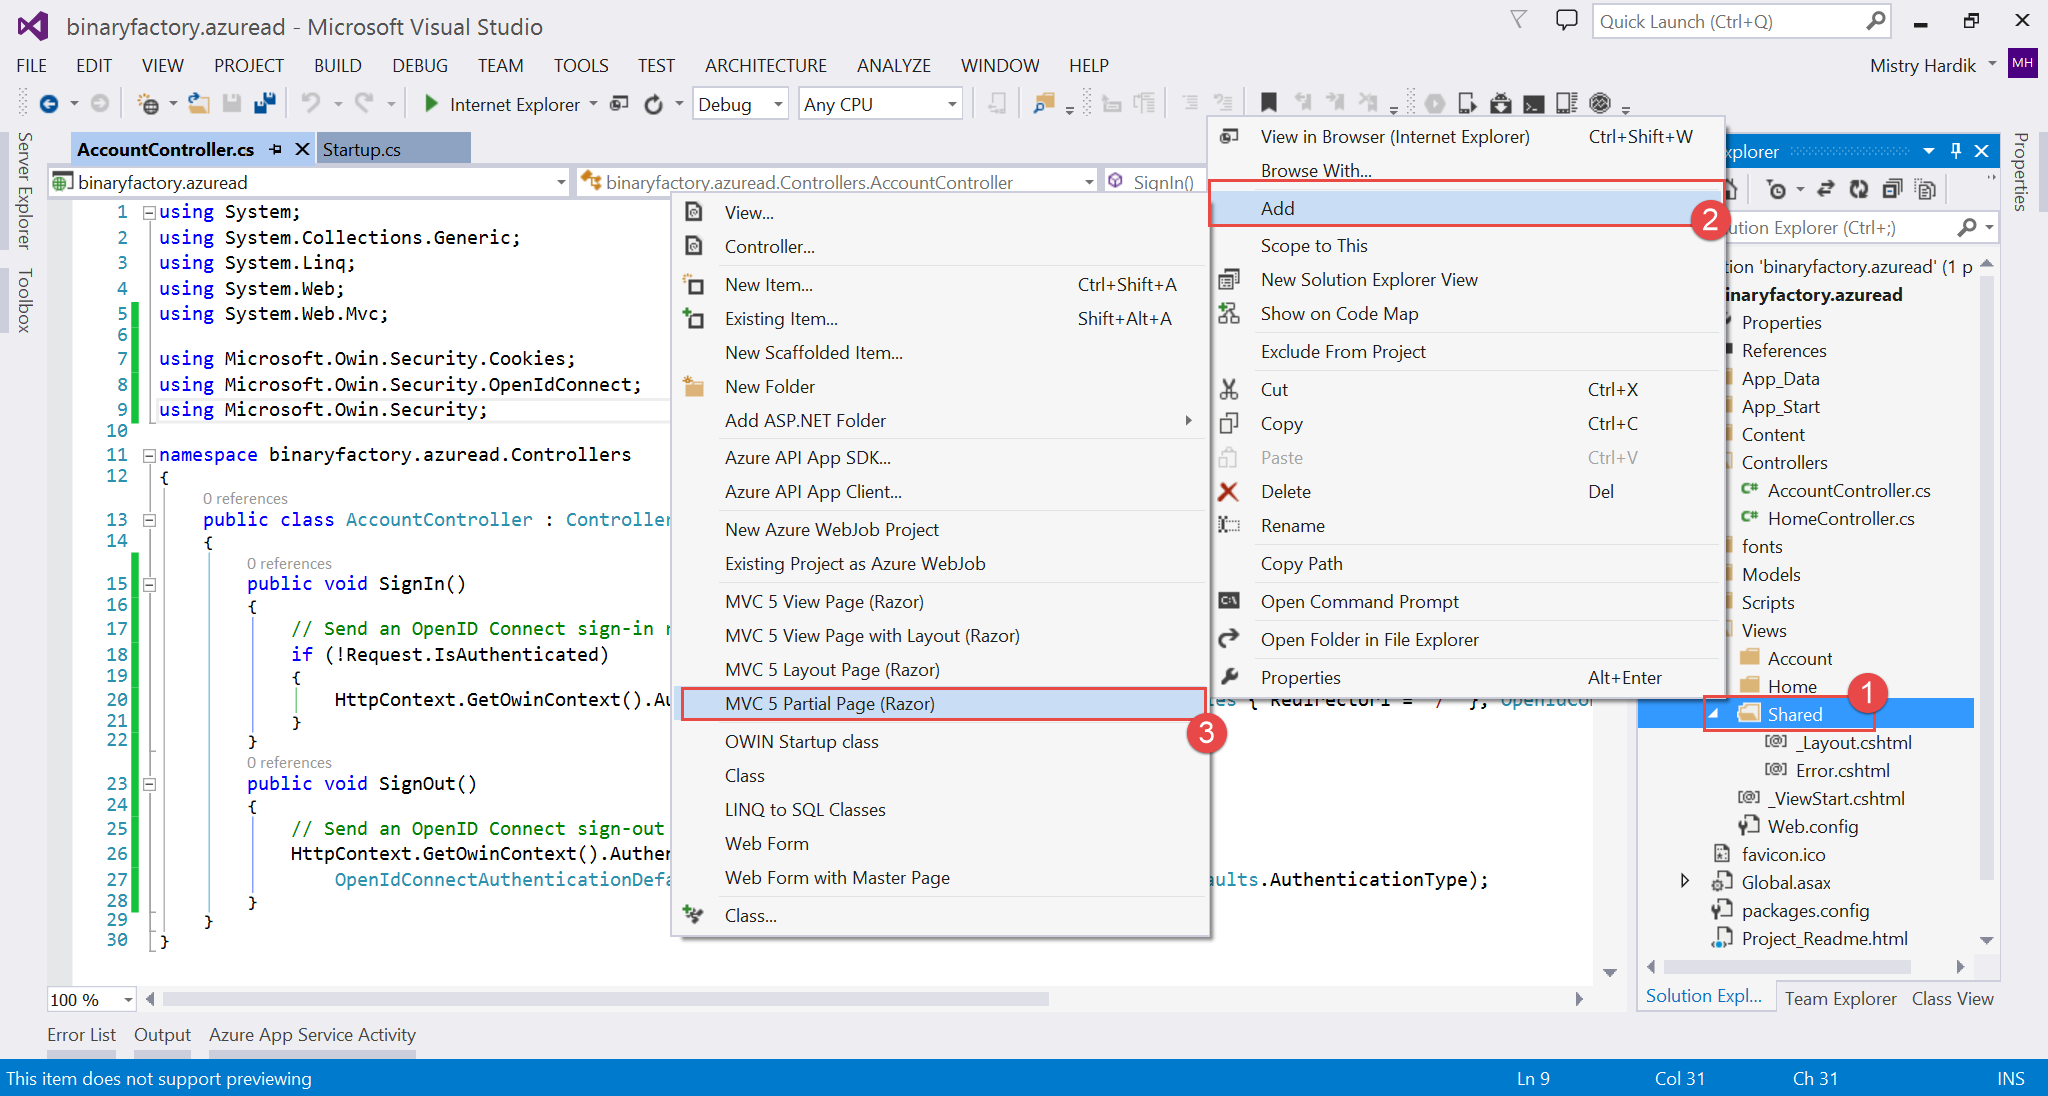 binaryfactory.azuread - Microsoft Visual Studio
Quick Launch (Ctrl+Q)
FILE EDIT VIEW PROJECT BUILD DEBUG TEAM TOOLS TEST ARCHITECTURE ANALYZE WINDOW HELP
Mistry Hardik MH
Internet Explorer Debug Any CPU
Server Explorer
Toolbox
AccountController.cs Startup.cs
binaryfactory.azuread binaryfactory.azuread.Controllers.AccountController SignIn()
1 using System;
2 using System.Collections.Generic;
3 using System.Linq;
4 using System.Web;
5 using System.Web.Mvc;
6
7 using Microsoft.Owin.Security.Cookies;
8 using Microsoft.Owin.Security.OpenIdConnect;
9 using Microsoft.Owin.Security;
10
11 namespace binaryfactory.azuread.Controllers
12 {
0 references
13 public class AccountController : Controller
14 {
0 references
15 public void SignIn()
16 {
17 // Send an OpenID Connect sign-in r
18 if (!Request.IsAuthenticated)
19 {
20 HttpContext.GetOwinContext().Au es { RedirectUri = "/" }, OpenIdCo
21 }
22 }
0 references
23 public void SignOut()
24 {
25 // Send an OpenID Connect sign-out
26 HttpContext.GetOwinContext().Auther
27 OpenIdConnectAuthenticationDefa aults.AuthenticationType);
28 }
29 }
30 }
View...
Controller...
New Item... Ctrl+Shift+A
Existing Item... Shift+Alt+A
New Scaffolded Item...
New Folder
Add ASP.NET Folder
Azure API App SDK...
Azure API App Client...
New Azure WebJob Project
Existing Project as Azure WebJob
MVC 5 View Page (Razor)
MVC 5 View Page with Layout (Razor)
MVC 5 Layout Page (Razor)
MVC 5 Partial Page (Razor)
3
OWIN Startup class
Class
LINQ to SQL Classes
Web Form
Web Form with Master Page
Class...
View in Browser (Internet Explorer) Ctrl+Shift+W
Browse With...
Add
2
Scope to This
New Solution Explorer View
Show on Code Map
Exclude From Project
Cut Ctrl+X
Copy Ctrl+C
Paste Ctrl+V
Delete Del
Rename
Copy Path
C:\ Open Command Prompt
Open Folder in File Explorer
Properties Alt+Enter
xplorer
Properties
ution Explorer (Ctrl+;)
tion 'binaryfactory.azuread' (1 p
inaryfactory.azuread
Properties
References
App_Data
App_Start
Content
Controllers
C# AccountController.cs
C# HomeController.cs
fonts
Models
Scripts
Views
Account
Home
1
Shared
[@] _Layout.cshtml
[@] Error.cshtml
[@] _ViewStart.cshtml
Web.config
favicon.ico
Global.asax
packages.config
Project_Readme.html
100 %
Solution Expl... Team Explorer Class View
Error List Output Azure App Service Activity
This item does not support previewing Ln 9 Col 31 Ch 31 INS